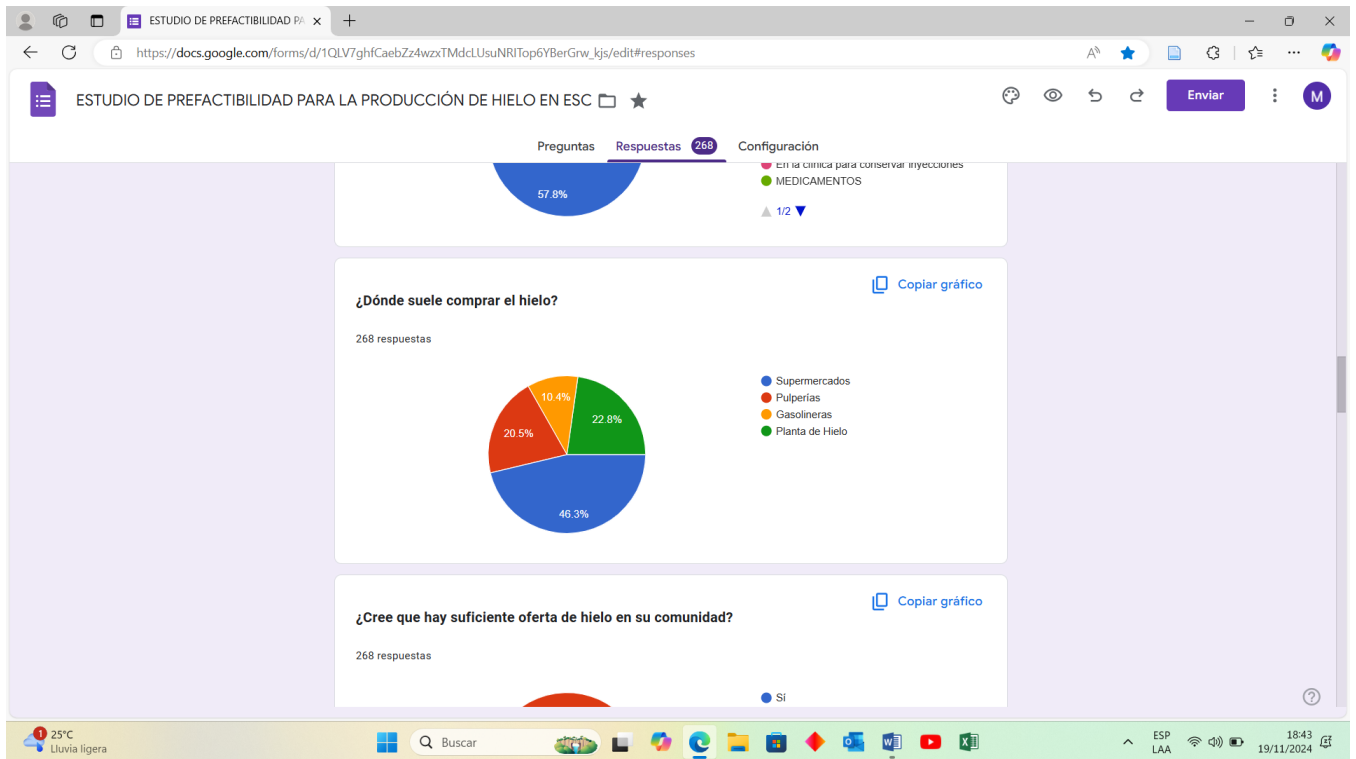 ESTUDIO DE PREFACTIBILIDAD PA
https://docs.google.com/forms/d/1QLV7ghfCaebZz4wzxTMdcLUsuNRITop6YBerGrw_kjs/edit#responses
ESTUDIO DE PREFACTIBILIDAD PARA LA PRODUCCIÓN DE HIELO EN ESC
Enviar
M
Preguntas Respuestas 268 Configuración
57.8%
En la clínica para conservar inyecciones
MEDICAMENTOS
1/2
Copiar gráfico
¿Dónde suele comprar el hielo?
268 respuestas
10.4%
22.8%
20.5%
46.3%
Supermercados
Pulperías
Gasolineras
Planta de Hielo
Copiar gráfico
¿Cree que hay suficiente oferta de hielo en su comunidad?
268 respuestas
Sí
1
25°C
Lluvia ligera
Buscar
ESP
LAA
18:43
19/11/2024